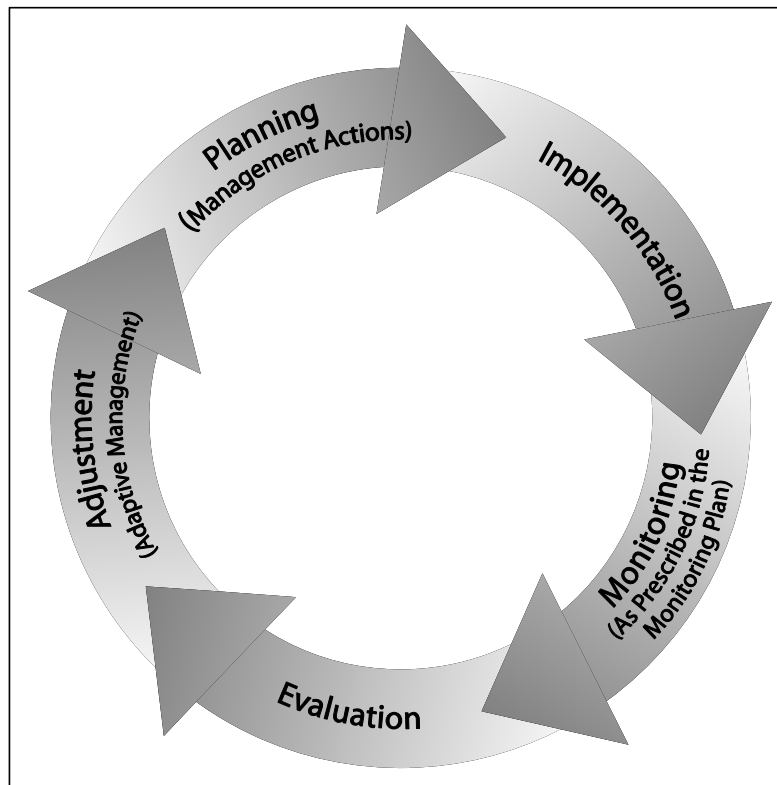 Planning
(Management Actions)
Implementation
Monitoring
(As Prescribed in the
Monitoring Plan)
Evaluation
Adjustment
(Adaptive Management)